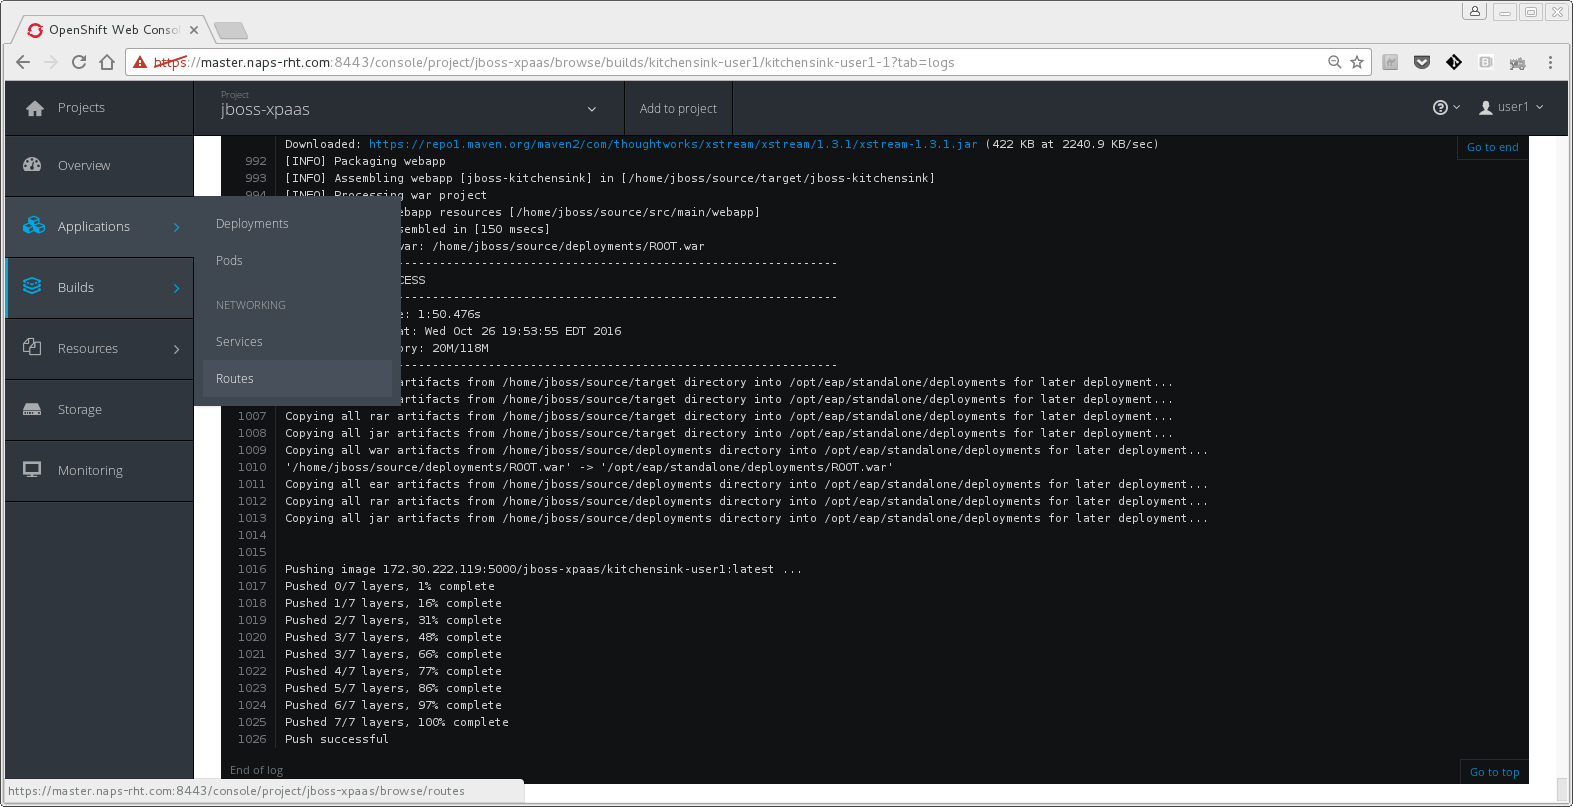 OpenShift Web Conso
https://master.naps-rht.com:8443/console/project/jboss-xpaas/browse/builds/kitchensink-user1/kitchensink-user1-1?tab=logs
Projects
Project
jboss-xpaas
Add to project
user1
Overview
Applications
Builds
Resources
Storage
Monitoring
Deployments
Pods
NETWORKING
Services
Routes
Go to end
Downloaded: https://repo1.maven.org/maven2/com/thoughtworks/xstream/xstream/1.3.1/xstream-1.3.1.jar (422 KB at 2240.9 KB/sec)
992 [INFO] Packaging webapp
993 [INFO] Assembling webapp [jboss-kitchensink] in [/home/jboss/source/target/jboss-kitchensink]
994 [INFO] Processing war project
ebapp resources [/home/jboss/source/src/main/webapp]
sembled in [150 msecs]
war: /home/jboss/source/deployments/ROOT.war
--------------------------------------------------------------
CESS
--------------------------------------------------------------
e: 1:50.476s
at: Wed Oct 26 19:53:55 EDT 2016
ory: 20M/118M
--------------------------------------------------------------
artifacts from /home/jboss/source/target directory into /opt/eap/standalone/deployments for later deployment...
artifacts from /home/jboss/source/target directory into /opt/eap/standalone/deployments for later deployment...
1007 Copying all rar artifacts from /home/jboss/source/target directory into /opt/eap/standalone/deployments for later deployment...
1008 Copying all jar artifacts from /home/jboss/source/target directory into /opt/eap/standalone/deployments for later deployment...
1009 Copying all war artifacts from /home/jboss/source/deployments directory into /opt/eap/standalone/deployments for later deployment...
1010 '/home/jboss/source/deployments/ROOT.war' -> '/opt/eap/standalone/deployments/ROOT.war'
1011 Copying all ear artifacts from /home/jboss/source/deployments directory into /opt/eap/standalone/deployments for later deployment...
1012 Copying all rar artifacts from /home/jboss/source/deployments directory into /opt/eap/standalone/deployments for later deployment...
1013 Copying all jar artifacts from /home/jboss/source/deployments directory into /opt/eap/standalone/deployments for later deployment...
1014
1015
1016 Pushing image 172.30.222.119:5000/jboss-xpaas/kitchensink-user1:latest ...
1017 Pushed 0/7 layers, 1% complete
1018 Pushed 1/7 layers, 16% complete
1019 Pushed 2/7 layers, 31% complete
1020 Pushed 3/7 layers, 48% complete
1021 Pushed 3/7 layers, 66% complete
1022 Pushed 4/7 layers, 77% complete
1023 Pushed 5/7 layers, 86% complete
1024 Pushed 6/7 layers, 97% complete
1025 Pushed 7/7 layers, 100% complete
1026 Push successful
End of log
Go to top
https://master.naps-rht.com:8443/console/project/jboss-xpaas/browse/routes